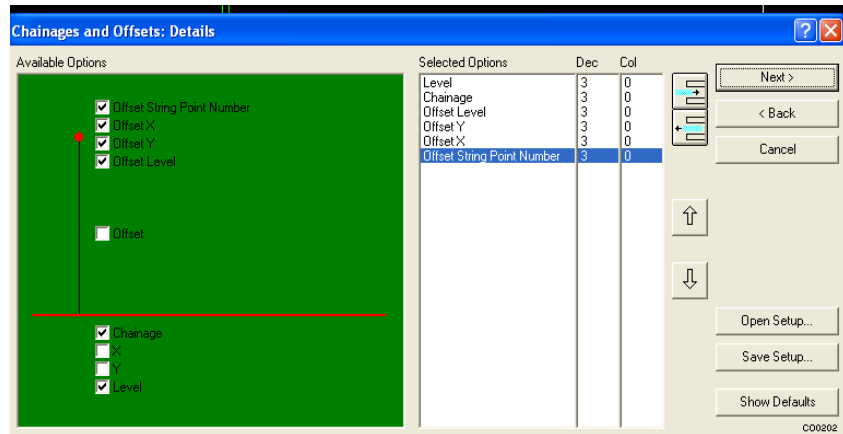 Chainages and Offsets: Details
Available Options
Offset String Point Number
Offset X
Offset Y
Offset Level
Offset
Chainage
X
Y
Level
Selected Options Dec Col
Level 3 0
Chainage 3 0
Offset Level 3 0
Offset Y 3 0
Offset X 3 0
Offset String Point Number 3 0
Next >
< Back
Cancel
Open Setup...
Save Setup...
Show Defaults
CO0202